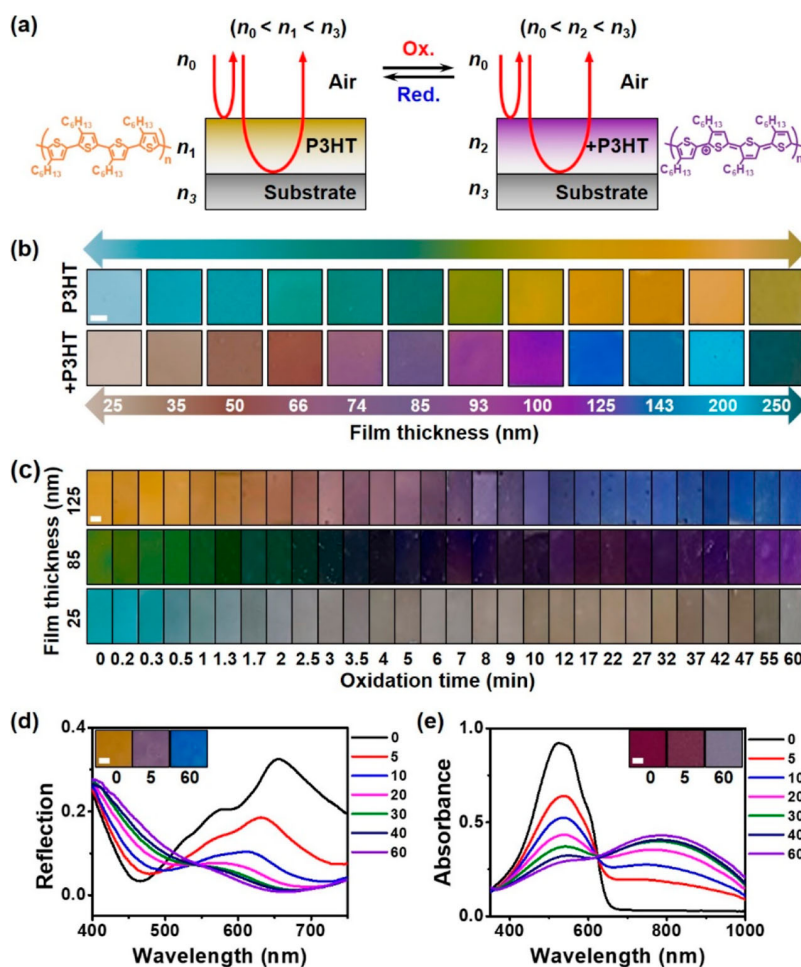 (a)
(n0 < n1 < n3)
(n0 < n2 < n3)
n0
Ox.
n0
Air
Red.
Air
C6H13 C6H13
C6H13 C6H13
n
n1
P3HT
n2
+P3HT
C6H13 C6H13
C6H13 C6H13
n
n3
Substrate
n3
Substrate
(b)
P3HT
+P3HT
25 35 50 66 74 85 93 100 125 143 200 250
Film thickness (nm)
(c)
Film thickness (nm)
125
85
25
0 0.2 0.3 0.5 1 1.3 1.7 2 2.5 3 3.5 4 5 6 7 8 9 10 12 17 22 27 32 37 42 47 55 60
Oxidation time (min)
(d)
Reflection
0.4
0.2
0.0
0 5 60
0
5
10
20
30
40
60
400 500 600 700
Wavelength (nm)
(e)
Absorbance
1.0
0.5
0.0
0 5 60
0
5
10
20
30
40
60
400 600 800 1000
Wavelength (nm)